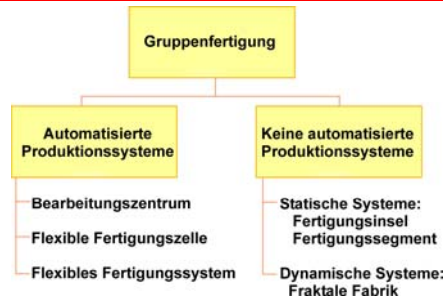 Gruppenfertigung
Automatisierte
Produktionssysteme
Keine automatisierte
Produktionssysteme
Bearbeitungszentrum
Flexible Fertigungszelle
Flexibles Fertigungssystem
Statische Systeme:
Fertigungsinsel
Fertigungssegment
Dynamische Systeme:
Fraktale Fabrik